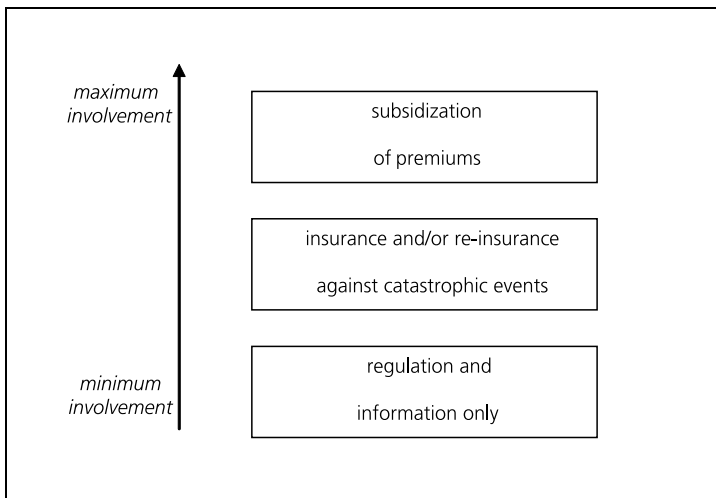 maximum
involvement
subsidization
of premiums
insurance and/or re-insurance
against catastrophic events
minimum
involvement
regulation and
information only